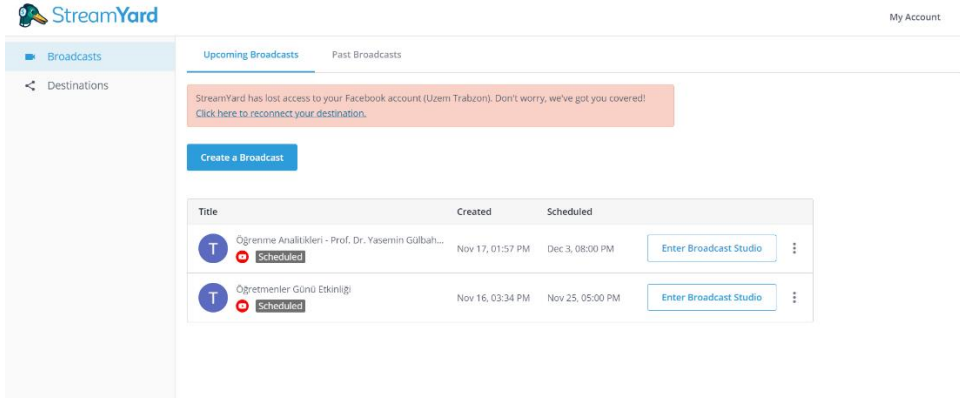 StreamYard
My Account
Broadcasts
Destinations
Upcoming Broadcasts Past Broadcasts
StreamYard has lost access to your Facebook account (Uzem Trabzon). Don't worry, we've got you covered!
Click here to reconnect your destination.
Create a Broadcast
Title Created Scheduled
T Öğrenme Analitikleri - Prof. Dr. Yasemin Gülbah...
Scheduled
Nov 17, 01:57 PM Dec 3, 08:00 PM Enter Broadcast Studio
T Öğretmenler Günü Etkinliği
Scheduled
Nov 16, 03:34 PM Nov 25, 05:00 PM Enter Broadcast Studio